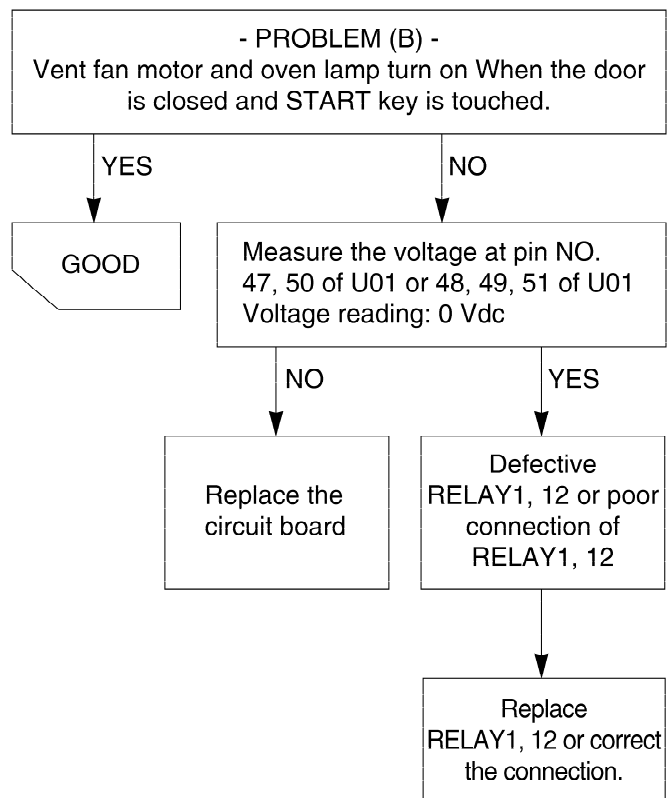 - PROBLEM (B) -
Vent fan motor and oven lamp turn on When the door
is closed and START key is touched.
YES
NO
GOOD
Measure the voltage at pin NO.
47, 50 of U01 or 48, 49, 51 of U01
Voltage reading: 0 Vdc
NO
YES
Replace the
circuit board
Defective
RELAY1, 12 or poor
connection of
RELAY1, 12
Replace
RELAY1, 12 or correct
the connection.